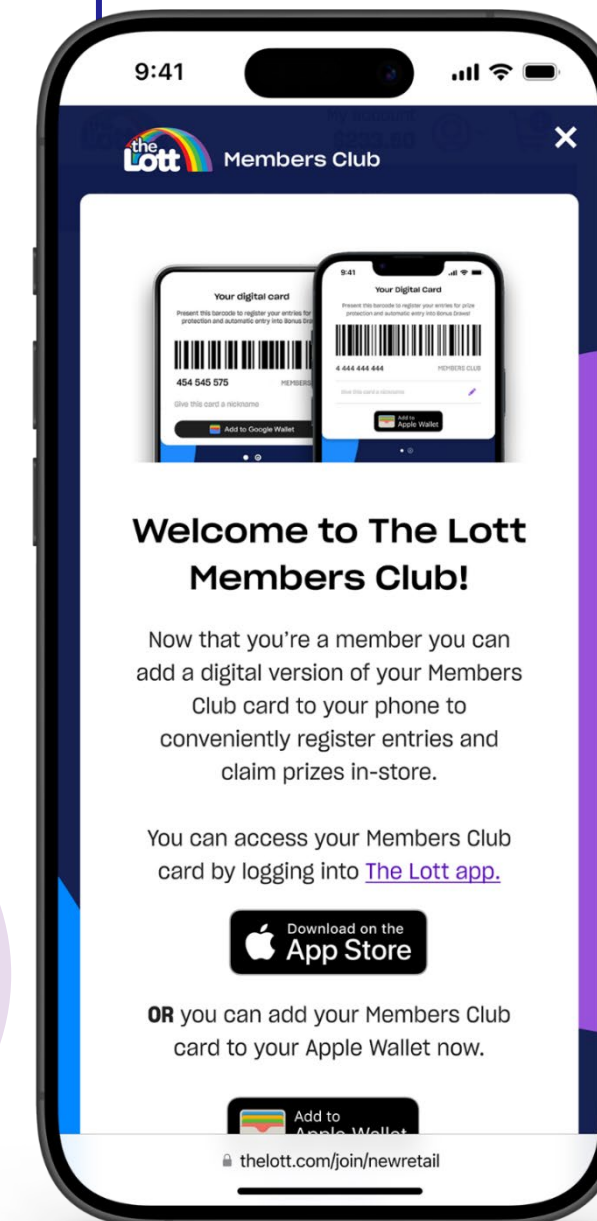 9:41
My account
$233.90
the Lott
Members Club
Your digital card
Present this barcode to register your entries for
protection and automatic entry into Bonus
454 545 575
MEMBERS
Give this card a nickname
Add to Google Wallet
9:41
Your Digital Card
Present this barcode to register your entries for prize
protection and automatic entry into Bonus Draws!
4 444 444 444
MEMBERS CLUB
Give this card a nickname
Add to
Apple Wallet
Welcome to The Lott
Members Club!
Now that you’re a member you can
add a digital version of your Members
Club card to your phone to
conveniently register entries and
claim prizes in-store.
You can access your Members Club
card by logging into The Lott app.
Download on the
App Store
OR you can add your Members Club
card to your Apple Wallet now.
Add to
Apple Wallet
thelott.com/join/newretail